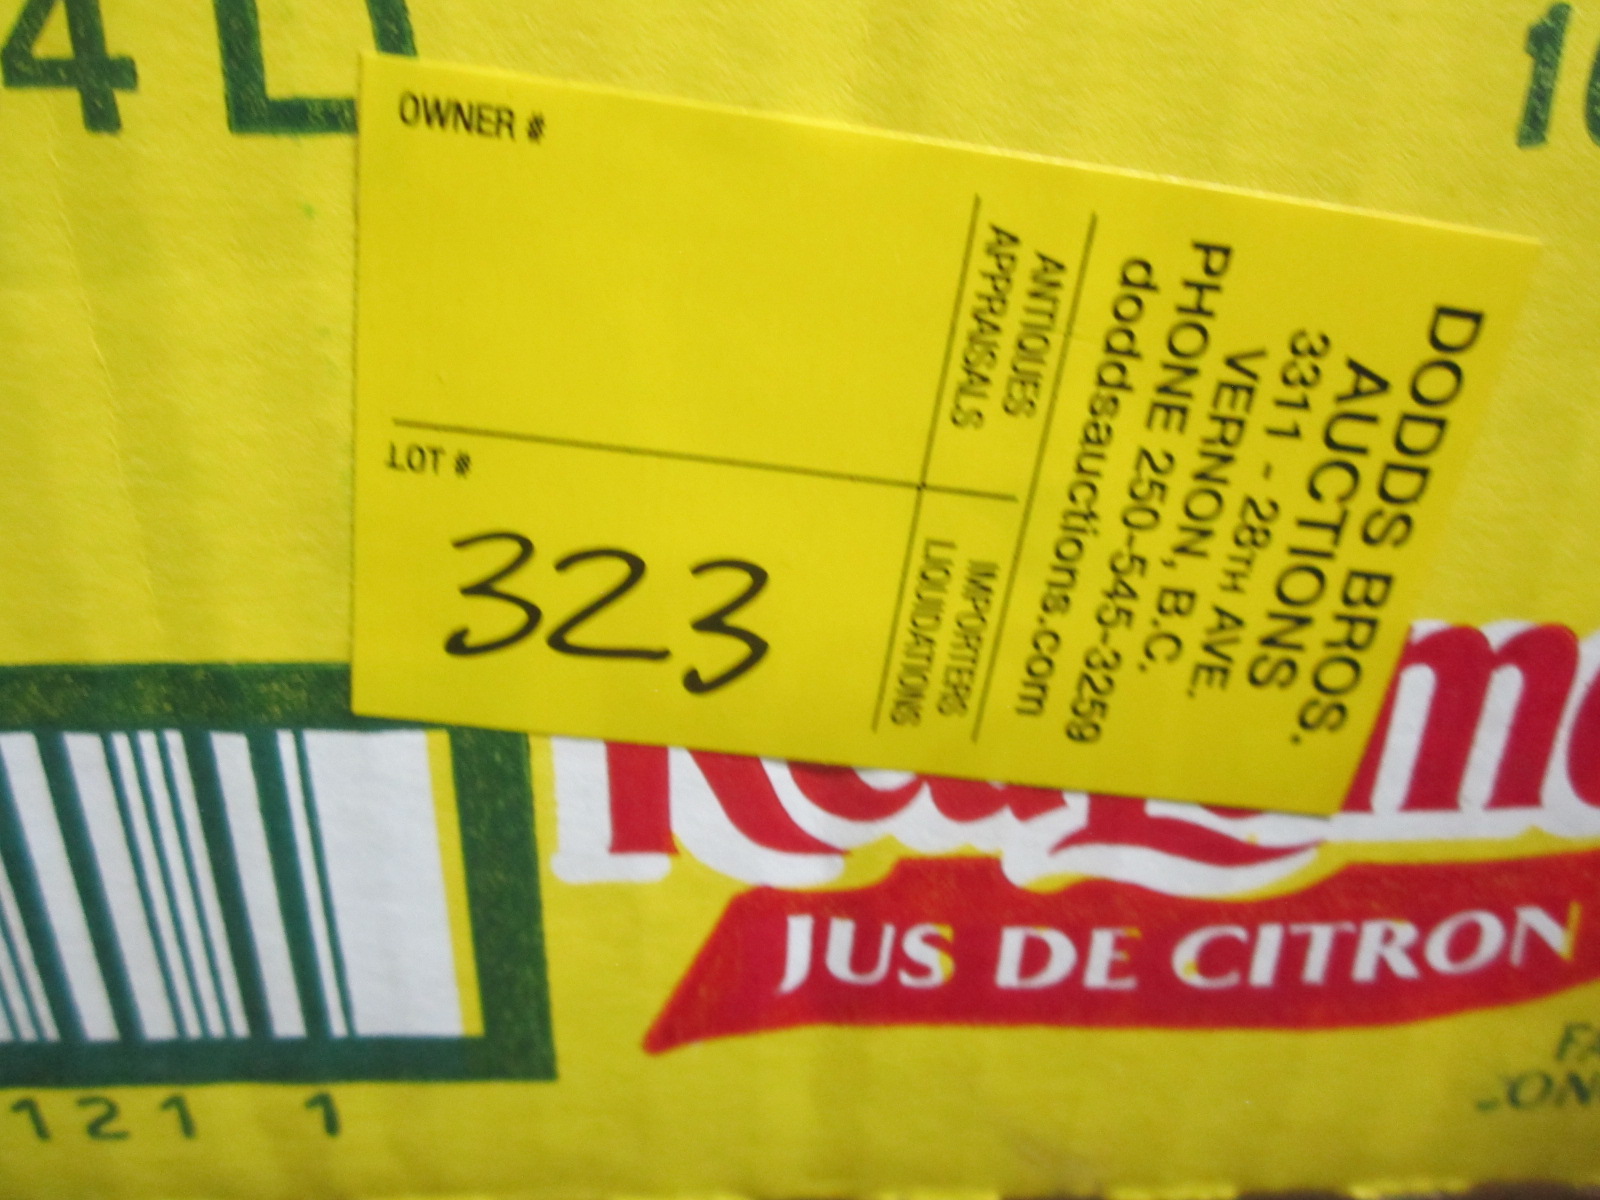 4 L
OWNER #
LOT #
323
ANTIQUES
APPRAISALS
IMPORTERS
LIQUIDATIONS
DODDS BROS.
AUCTIONS
3311 - 28TH AVE.
VERNON, B.C.
PHONE 250-545-3259
doddsauctions.com
JUS DE CITRON
121 1